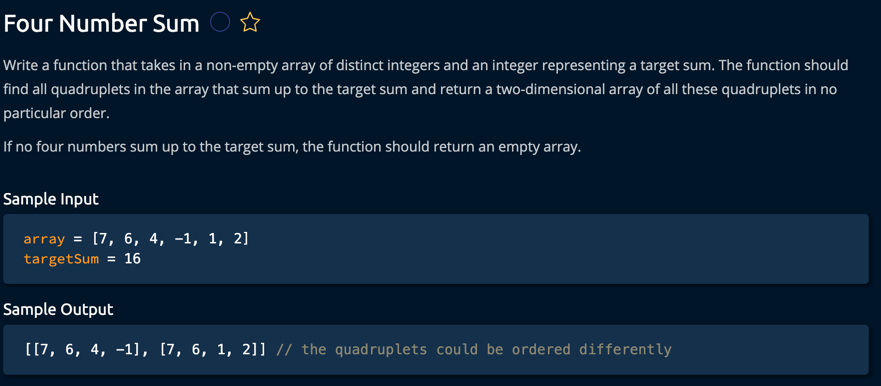 Four Number Sum
Write a function that takes in a non-empty array of distinct integers and an integer representing a target sum. The function should
find all quadruplets in the array that sum up to the target sum and return a two-dimensional array of all these quadruplets in no
particular order.
If no four numbers sum up to the target sum, the function should return an empty array.
Sample Input
array = [7, 6, 4, -1, 1, 2]
targetSum = 16
Sample Output
[[7, 6, 4, -1], [7, 6, 1, 2]] // the quadruplets could be ordered differently